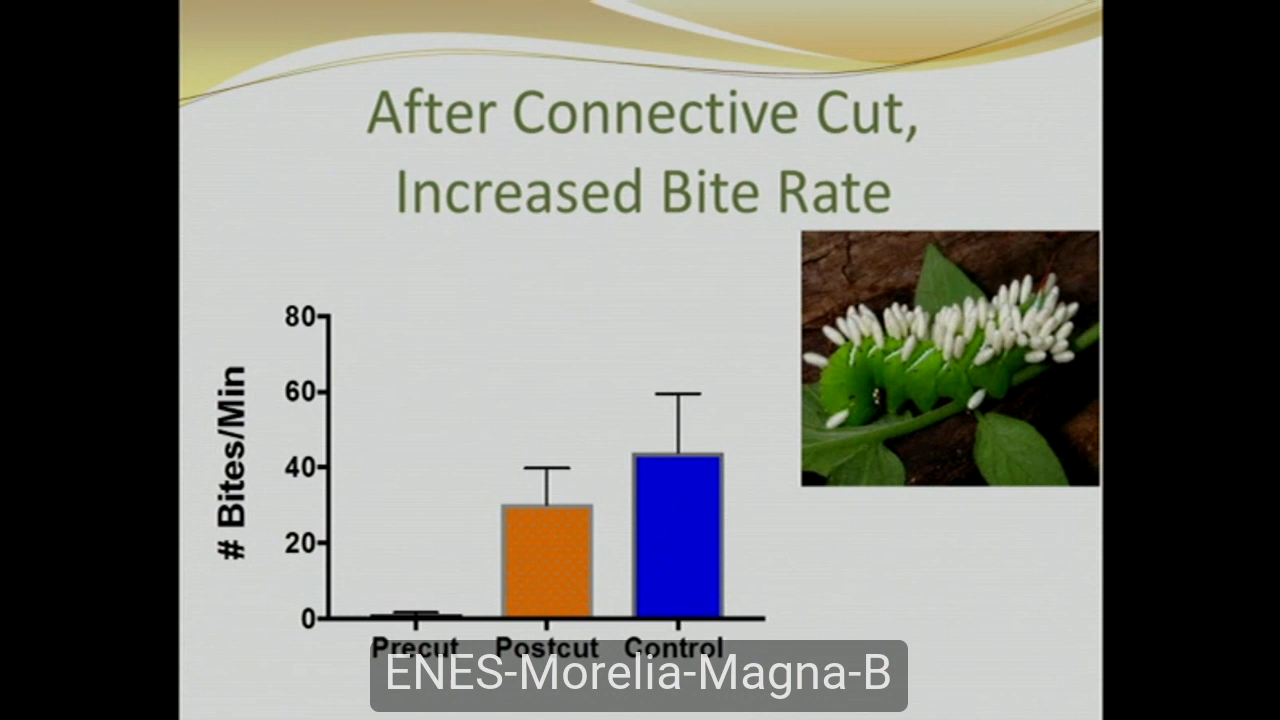 After Connective Cut,
Increased Bite Rate
80
60
40
20
0
# Bites/Min
Precut Postcut Control
ENES-Morelia-Magna-B